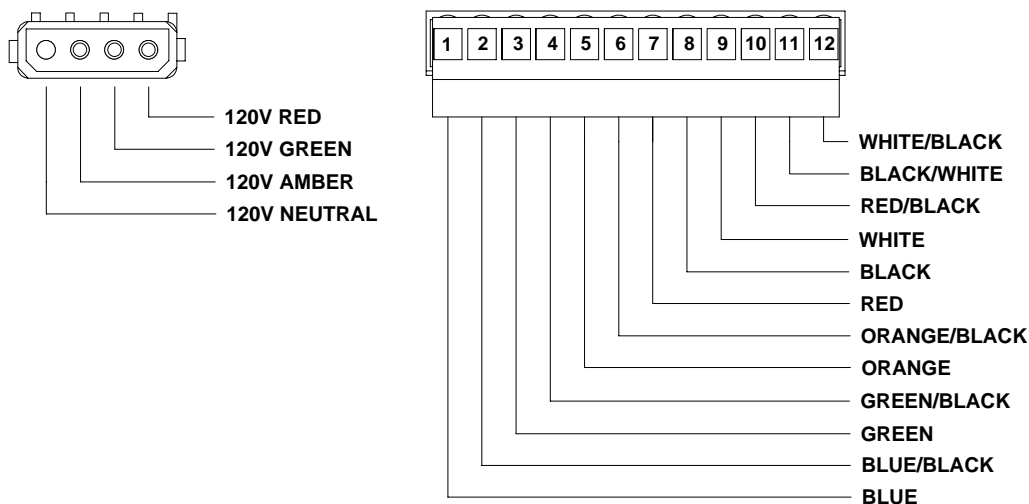 1 2 3 4 5 6 7 8 9 10 11 12
120V RED
120V GREEN
120V AMBER
120V NEUTRAL
WHITE/BLACK
BLACK/WHITE
RED/BLACK
WHITE
BLACK
RED
ORANGE/BLACK
ORANGE
GREEN/BLACK
GREEN
BLUE/BLACK
BLUE